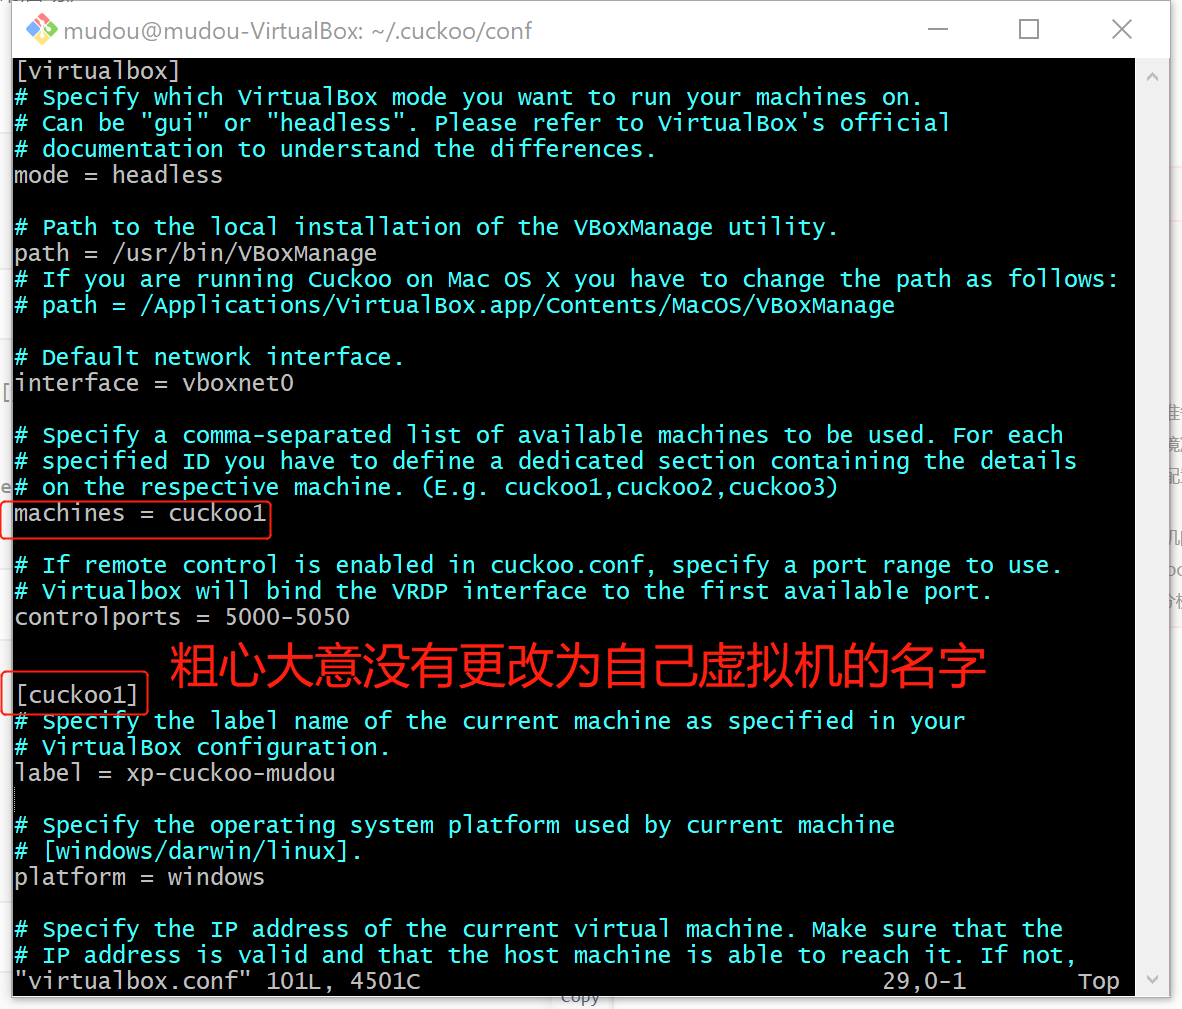 mudou@mudou-VirtualBox: ~/.cuckoo/conf
[virtualbox]
# Specify which VirtualBox mode you want to run your machines on.
# Can be "gui" or "headless". Please refer to VirtualBox's official
# documentation to understand the differences.
mode = headless
# Path to the local installation of the VBoxManage utility.
path = /usr/bin/VBoxManage
# If you are running Cuckoo on Mac OS X you have to change the path as follows:
# path = /Applications/VirtualBox.app/Contents/MacOS/VBoxManage
# Default network interface.
interface = vboxnet0
# Specify a comma-separated list of available machines to be used. For each
# specified ID you have to define a dedicated section containing the details
# on the respective machine. (E.g. cuckoo1,cuckoo2,cuckoo3)
machines = cuckoo1
# If remote control is enabled in cuckoo.conf, specify a port range to use.
# Virtualbox will bind the VRDP interface to the first available port.
controlports = 5000-5050
粗心大意没有更改为自己虚拟机的名字
[cuckoo1]
# Specify the label name of the current machine as specified in your
# VirtualBox configuration.
label = xp-cuckoo-mudou
# Specify the operating system platform used by current machine
# [windows/darwin/linux].
platform = windows
# Specify the IP address of the current virtual machine. Make sure that the
# IP address is valid and that the host machine is able to reach it. If not,
"virtualbox.conf" 101L, 4501C 29,0-1 Top
Copy